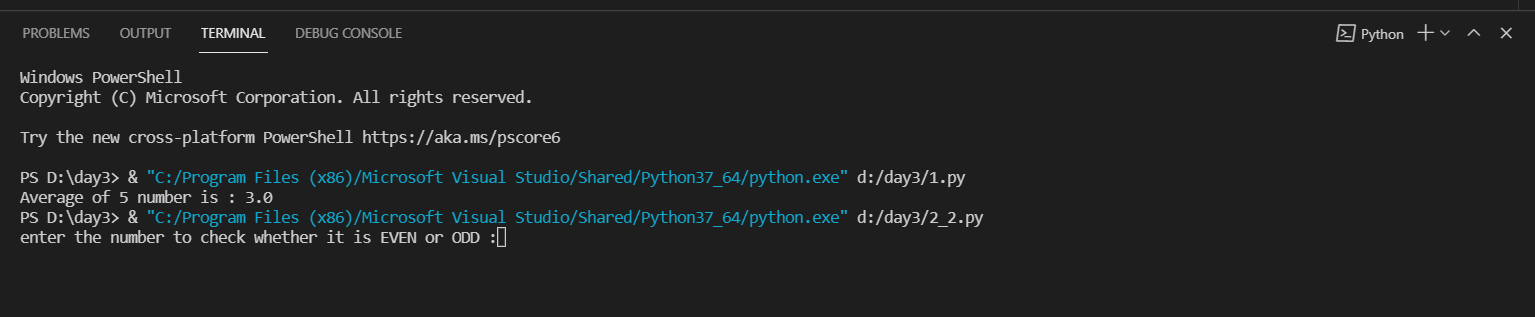 PROBLEMS OUTPUT TERMINAL DEBUG CONSOLE Python
Windows PowerShell
Copyright (C) Microsoft Corporation. All rights reserved.
Try the new cross-platform PowerShell https://aka.ms/pscore6
PS D:\day3> & "C:/Program Files (x86)/Microsoft Visual Studio/Shared/Python37_64/python.exe" d:/day3/1.py
Average of 5 number is : 3.0
PS D:\day3> & "C:/Program Files (x86)/Microsoft Visual Studio/Shared/Python37_64/python.exe" d:/day3/2_2.py
enter the number to check whether it is EVEN or ODD :